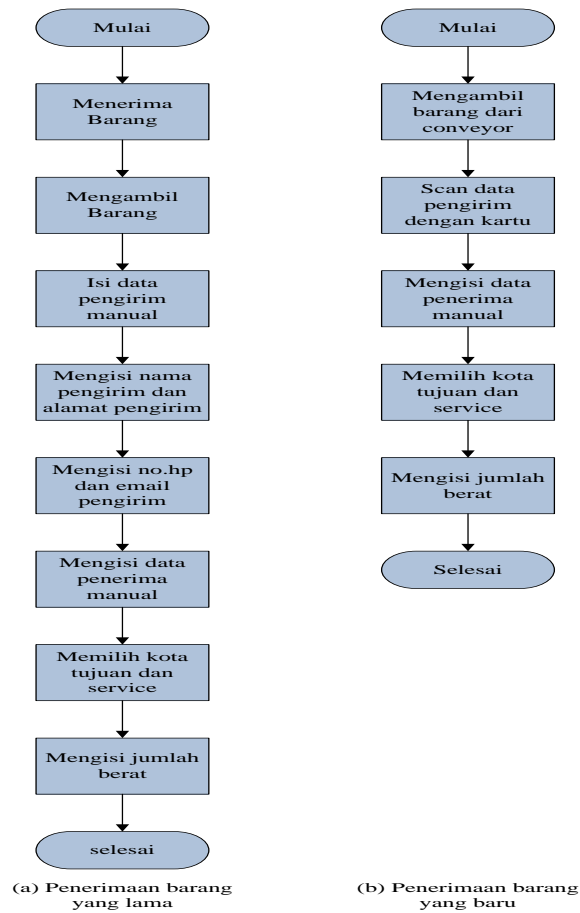 Mulai
Menerima
Barang
Mengambil
Barang
Isi data
pengirim
manual
Mengisi nama
pengirim dan
alamat pengirim
Mengisi no.hp
dan email
pengirim
Mengisi data
penerima
manual
Memilih kota
tujuan dan
service
Mengisi jumlah
berat
selesai
(a) Penerimaan barang
yang lama
Mulai
Mengambil
barang dari
conveyor
Scan data
pengirim
dengan kartu
Mengisi data
penerima
manual
Memilih kota
tujuan dan
service
Mengisi jumlah
berat
Selesai
(b) Penerimaan barang
yang baru